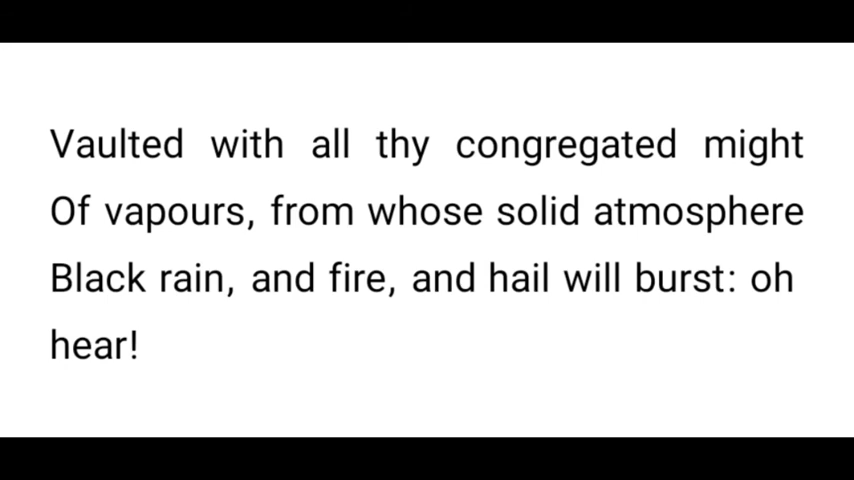 Vaulted with all thy congregated might
Of vapours, from whose solid atmosphere
Black rain, and fire, and hail will burst: oh
hear!